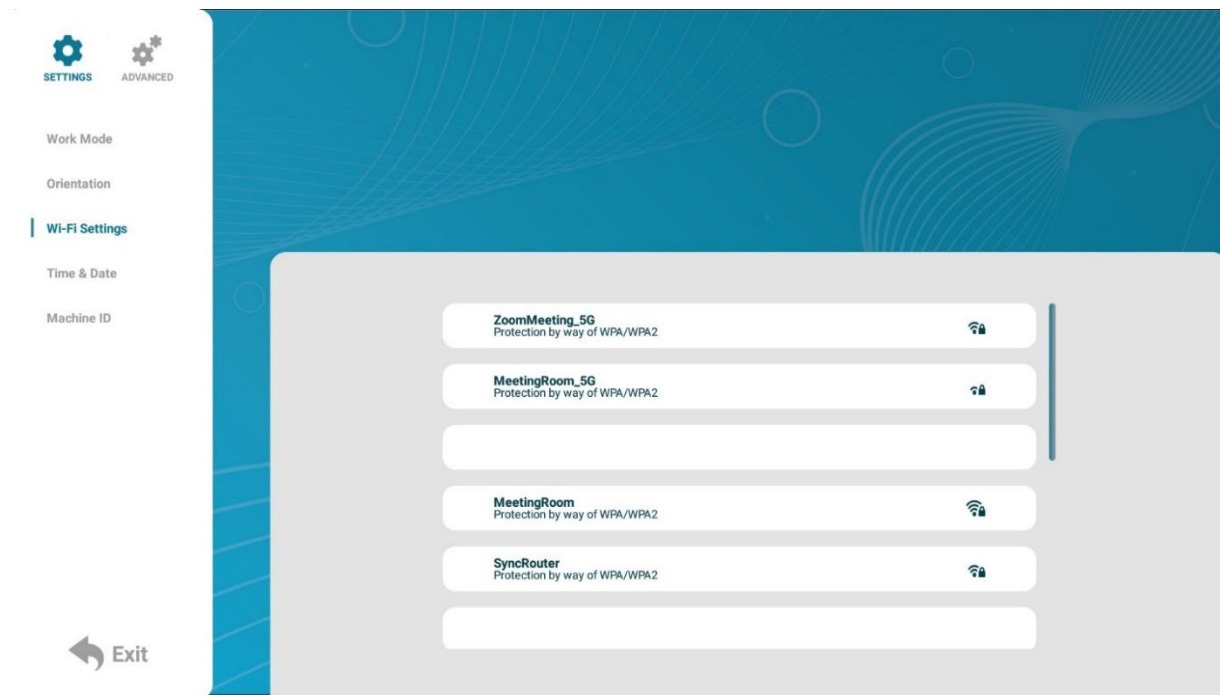 SETTINGS
ADVANCED
Work Mode
Orientation
Wi-Fi Settings
Time & Date
Machine ID
Exit
ZoomMeeting_5G
Protection by way of WPA/WPA2
MeetingRoom_5G
Protection by way of WPA/WPA2
MeetingRoom
Protection by way of WPA/WPA2
SyncRouter
Protection by way of WPA/WPA2